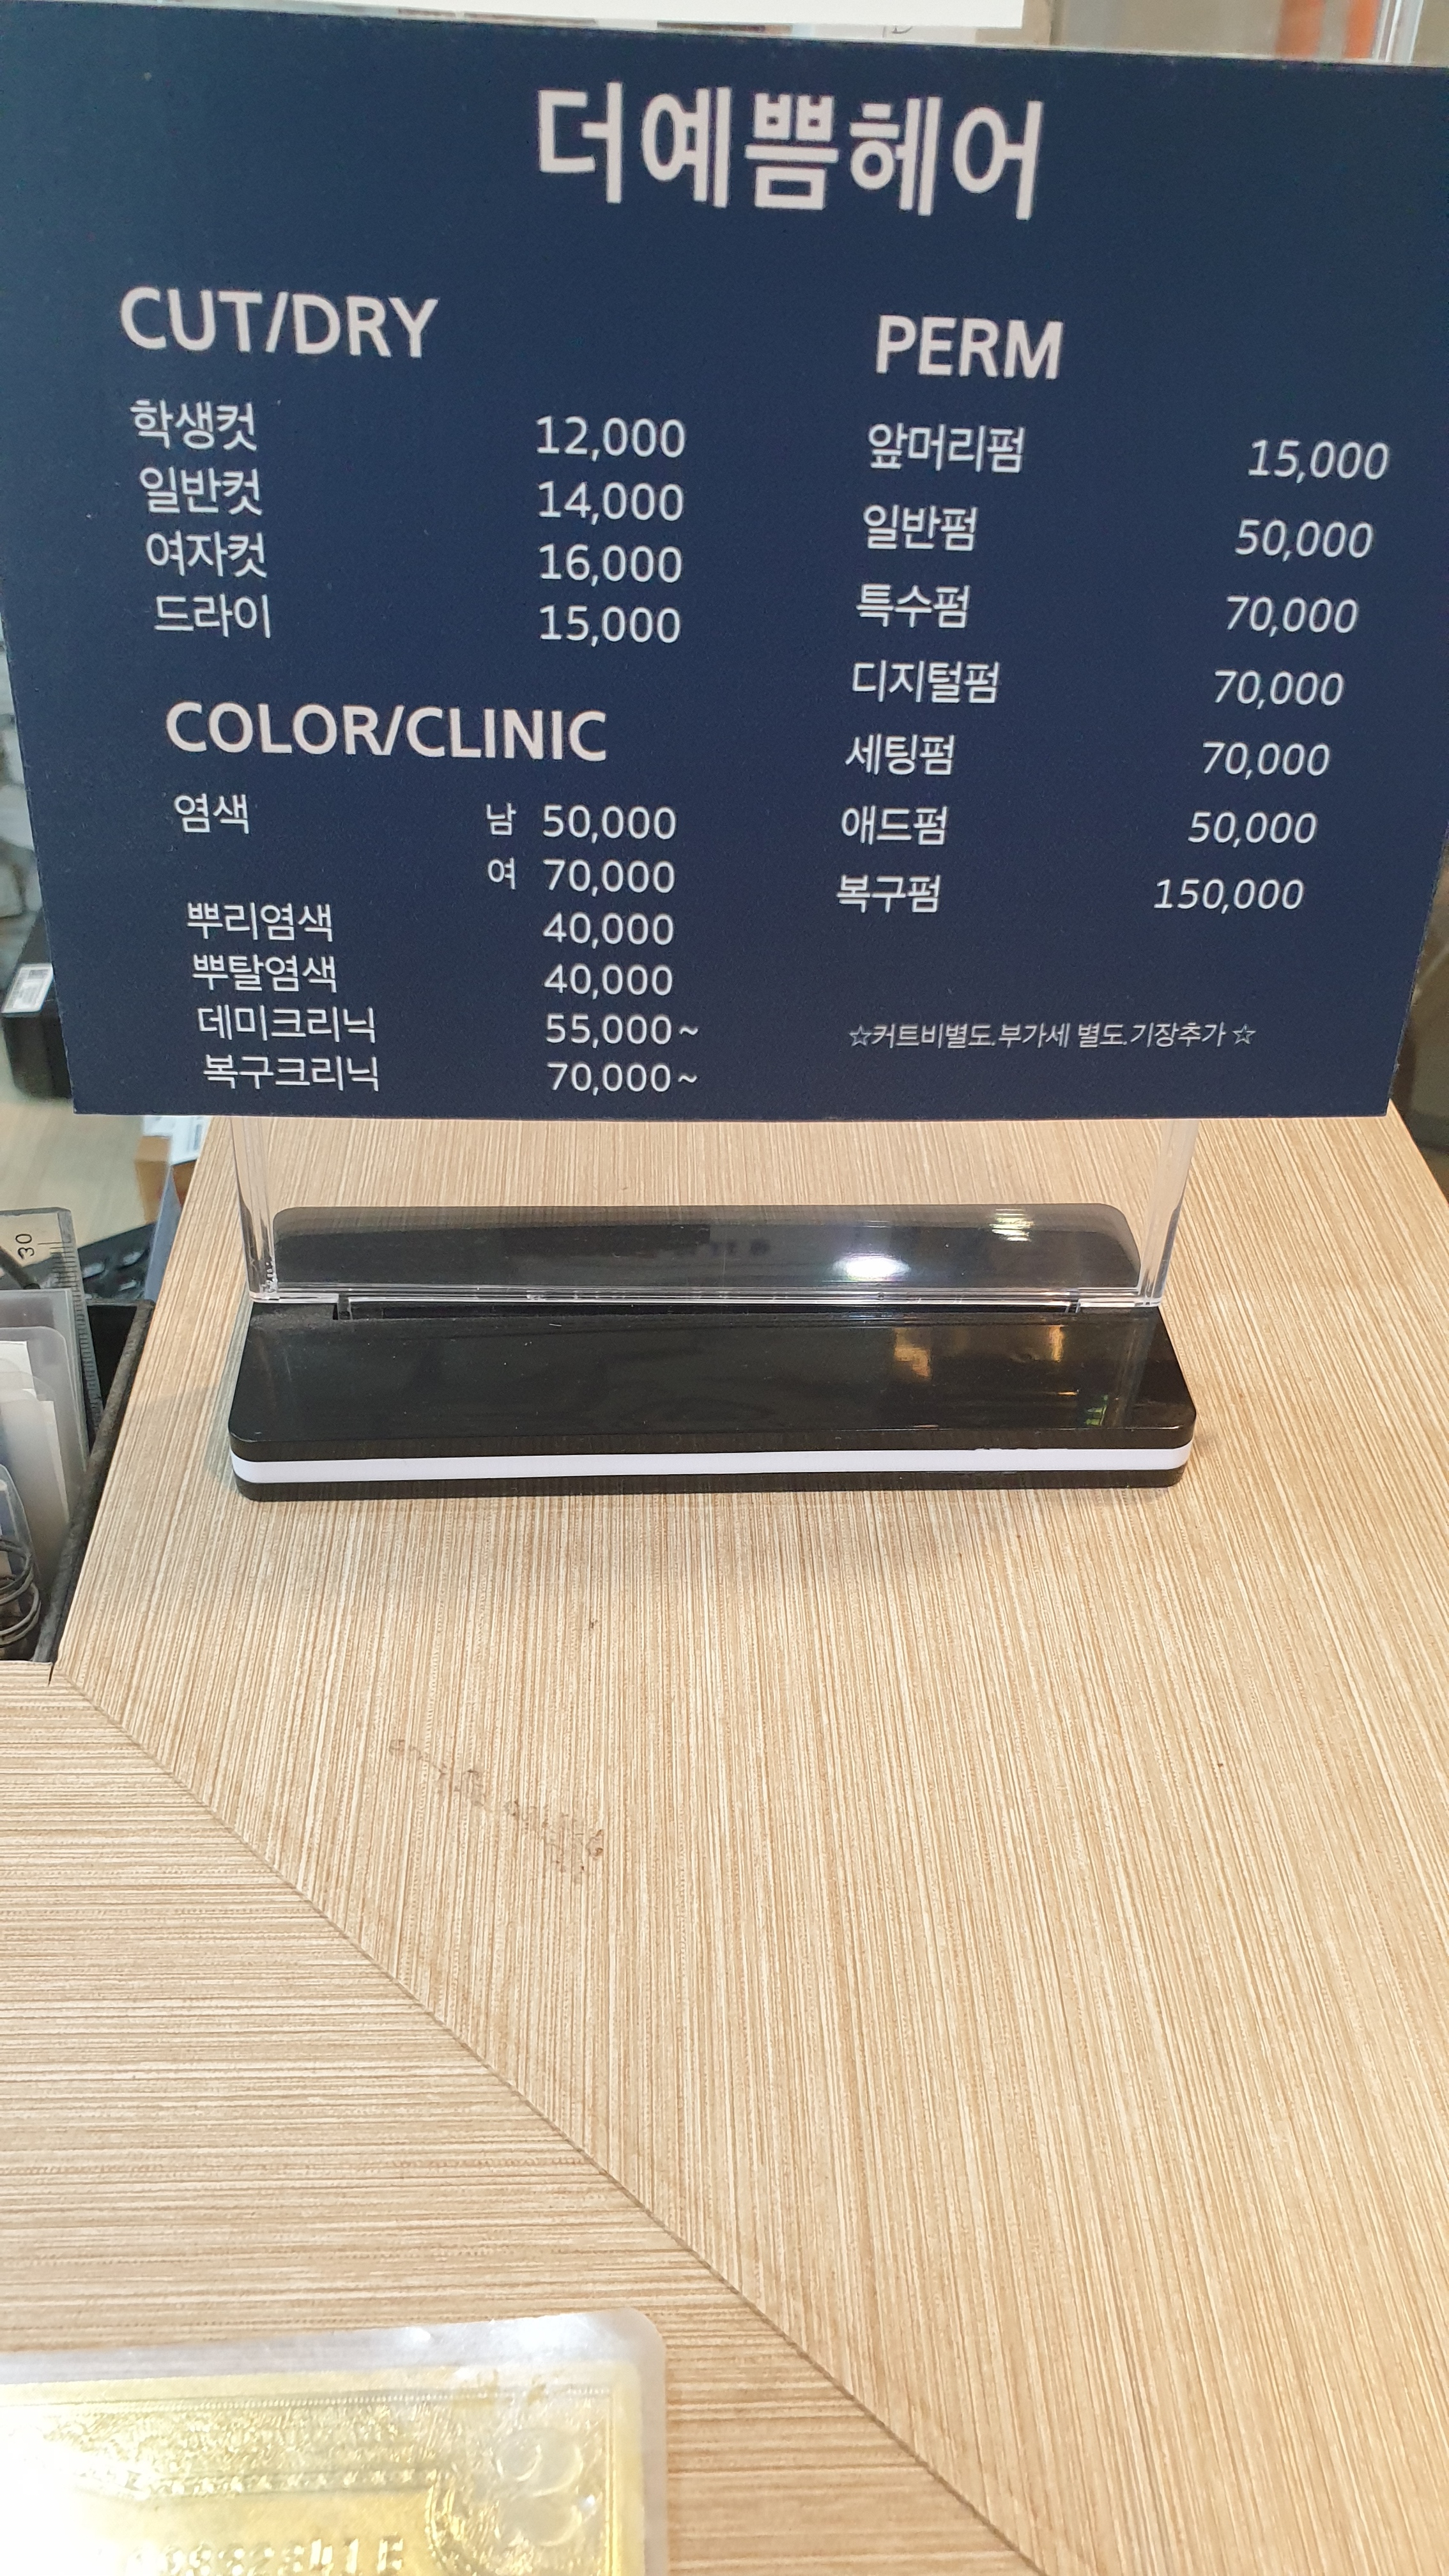 더예쁨헤어
CUT/DRY
학생컷 12,000
일반컷 14,000
여자컷 16,000
드라이 15,000
COLOR/CLINIC
염색 남 50,000
여 70,000
뿌리염색 40,000
뿌탈염색 40,000
데미크리닉 55,000~
복구크리닉 70,000~
PERM
앞머리펌 15,000
일반펌 50,000
특수펌 70,000
디지털펌 70,000
세팅펌 70,000
애드펌 50,000
복구펌 150,000
☆커트비별도.부가세 별도.기장추가 ☆
30